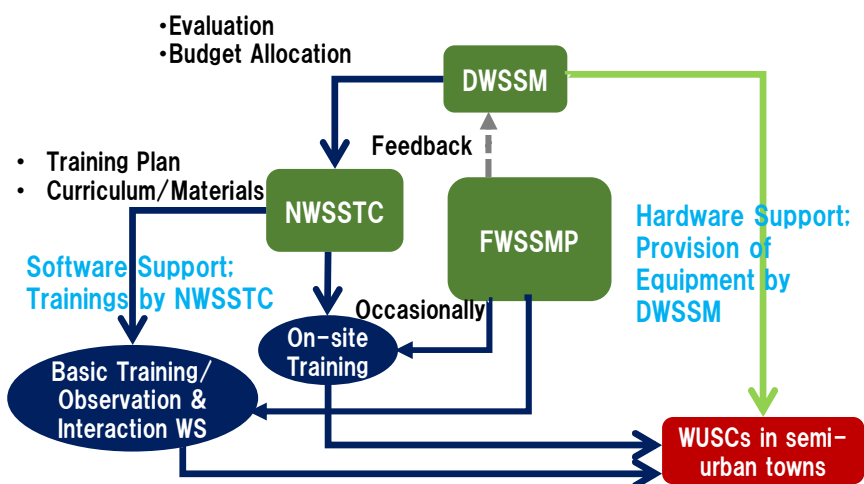 •Evaluation
•Budget Allocation
DWSSM
Feedback
• Training Plan
• Curriculum/Materials
NWSSTC
FWSSMP
Hardware Support:
Provision of
Equipment by
DWSSM
Software Support:
Trainings by NWSSTC
Occasionally
On-site
Training
Basic Training/
Observation &
Interaction WS
WUSCs in semi-
urban towns